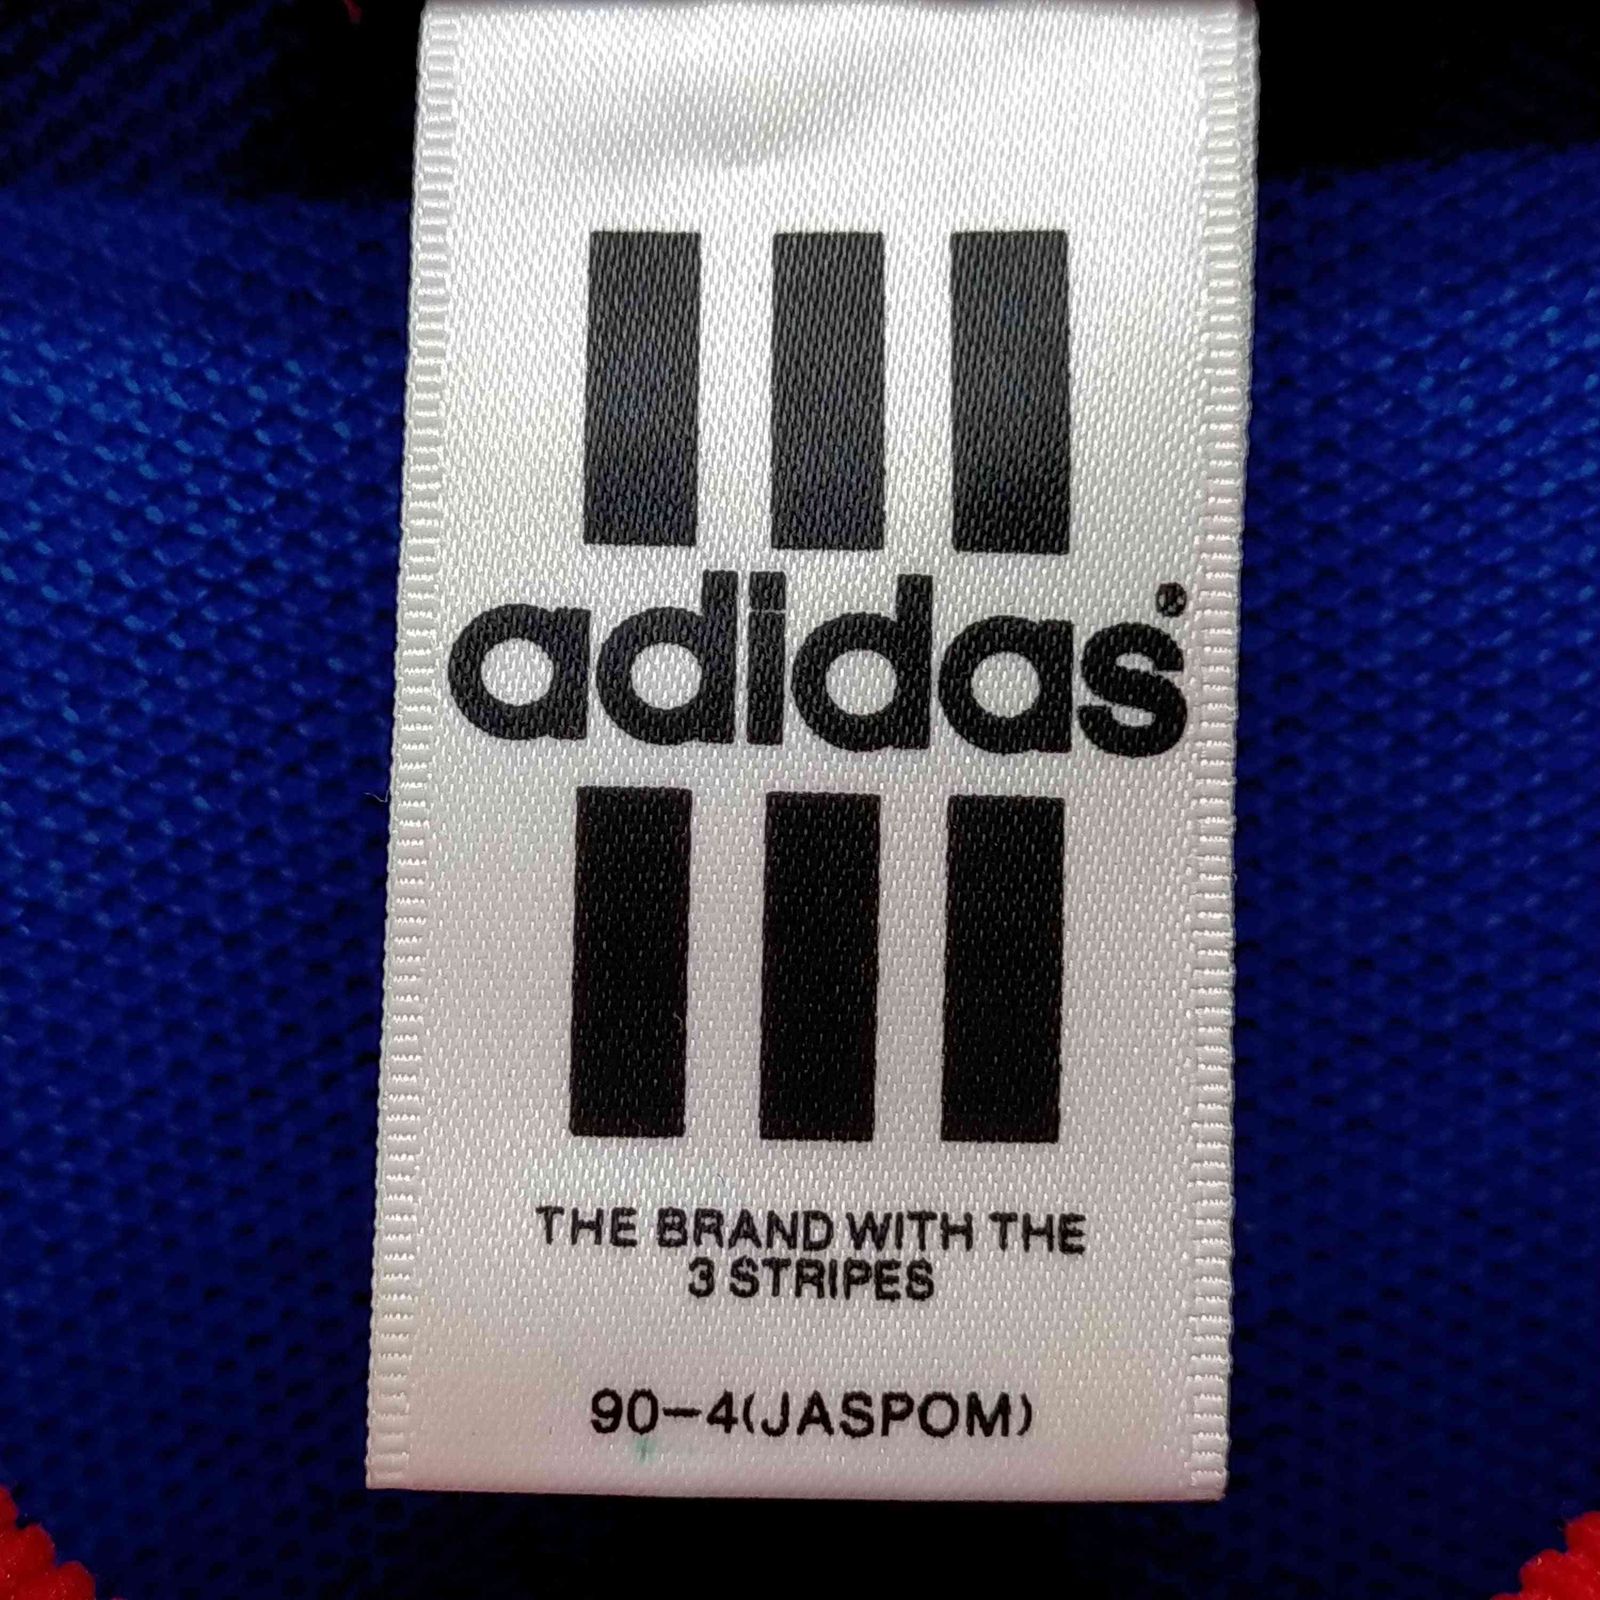 adidas®
THE BRAND WITH THE
3 STRIPES
90-4(JASPOM)